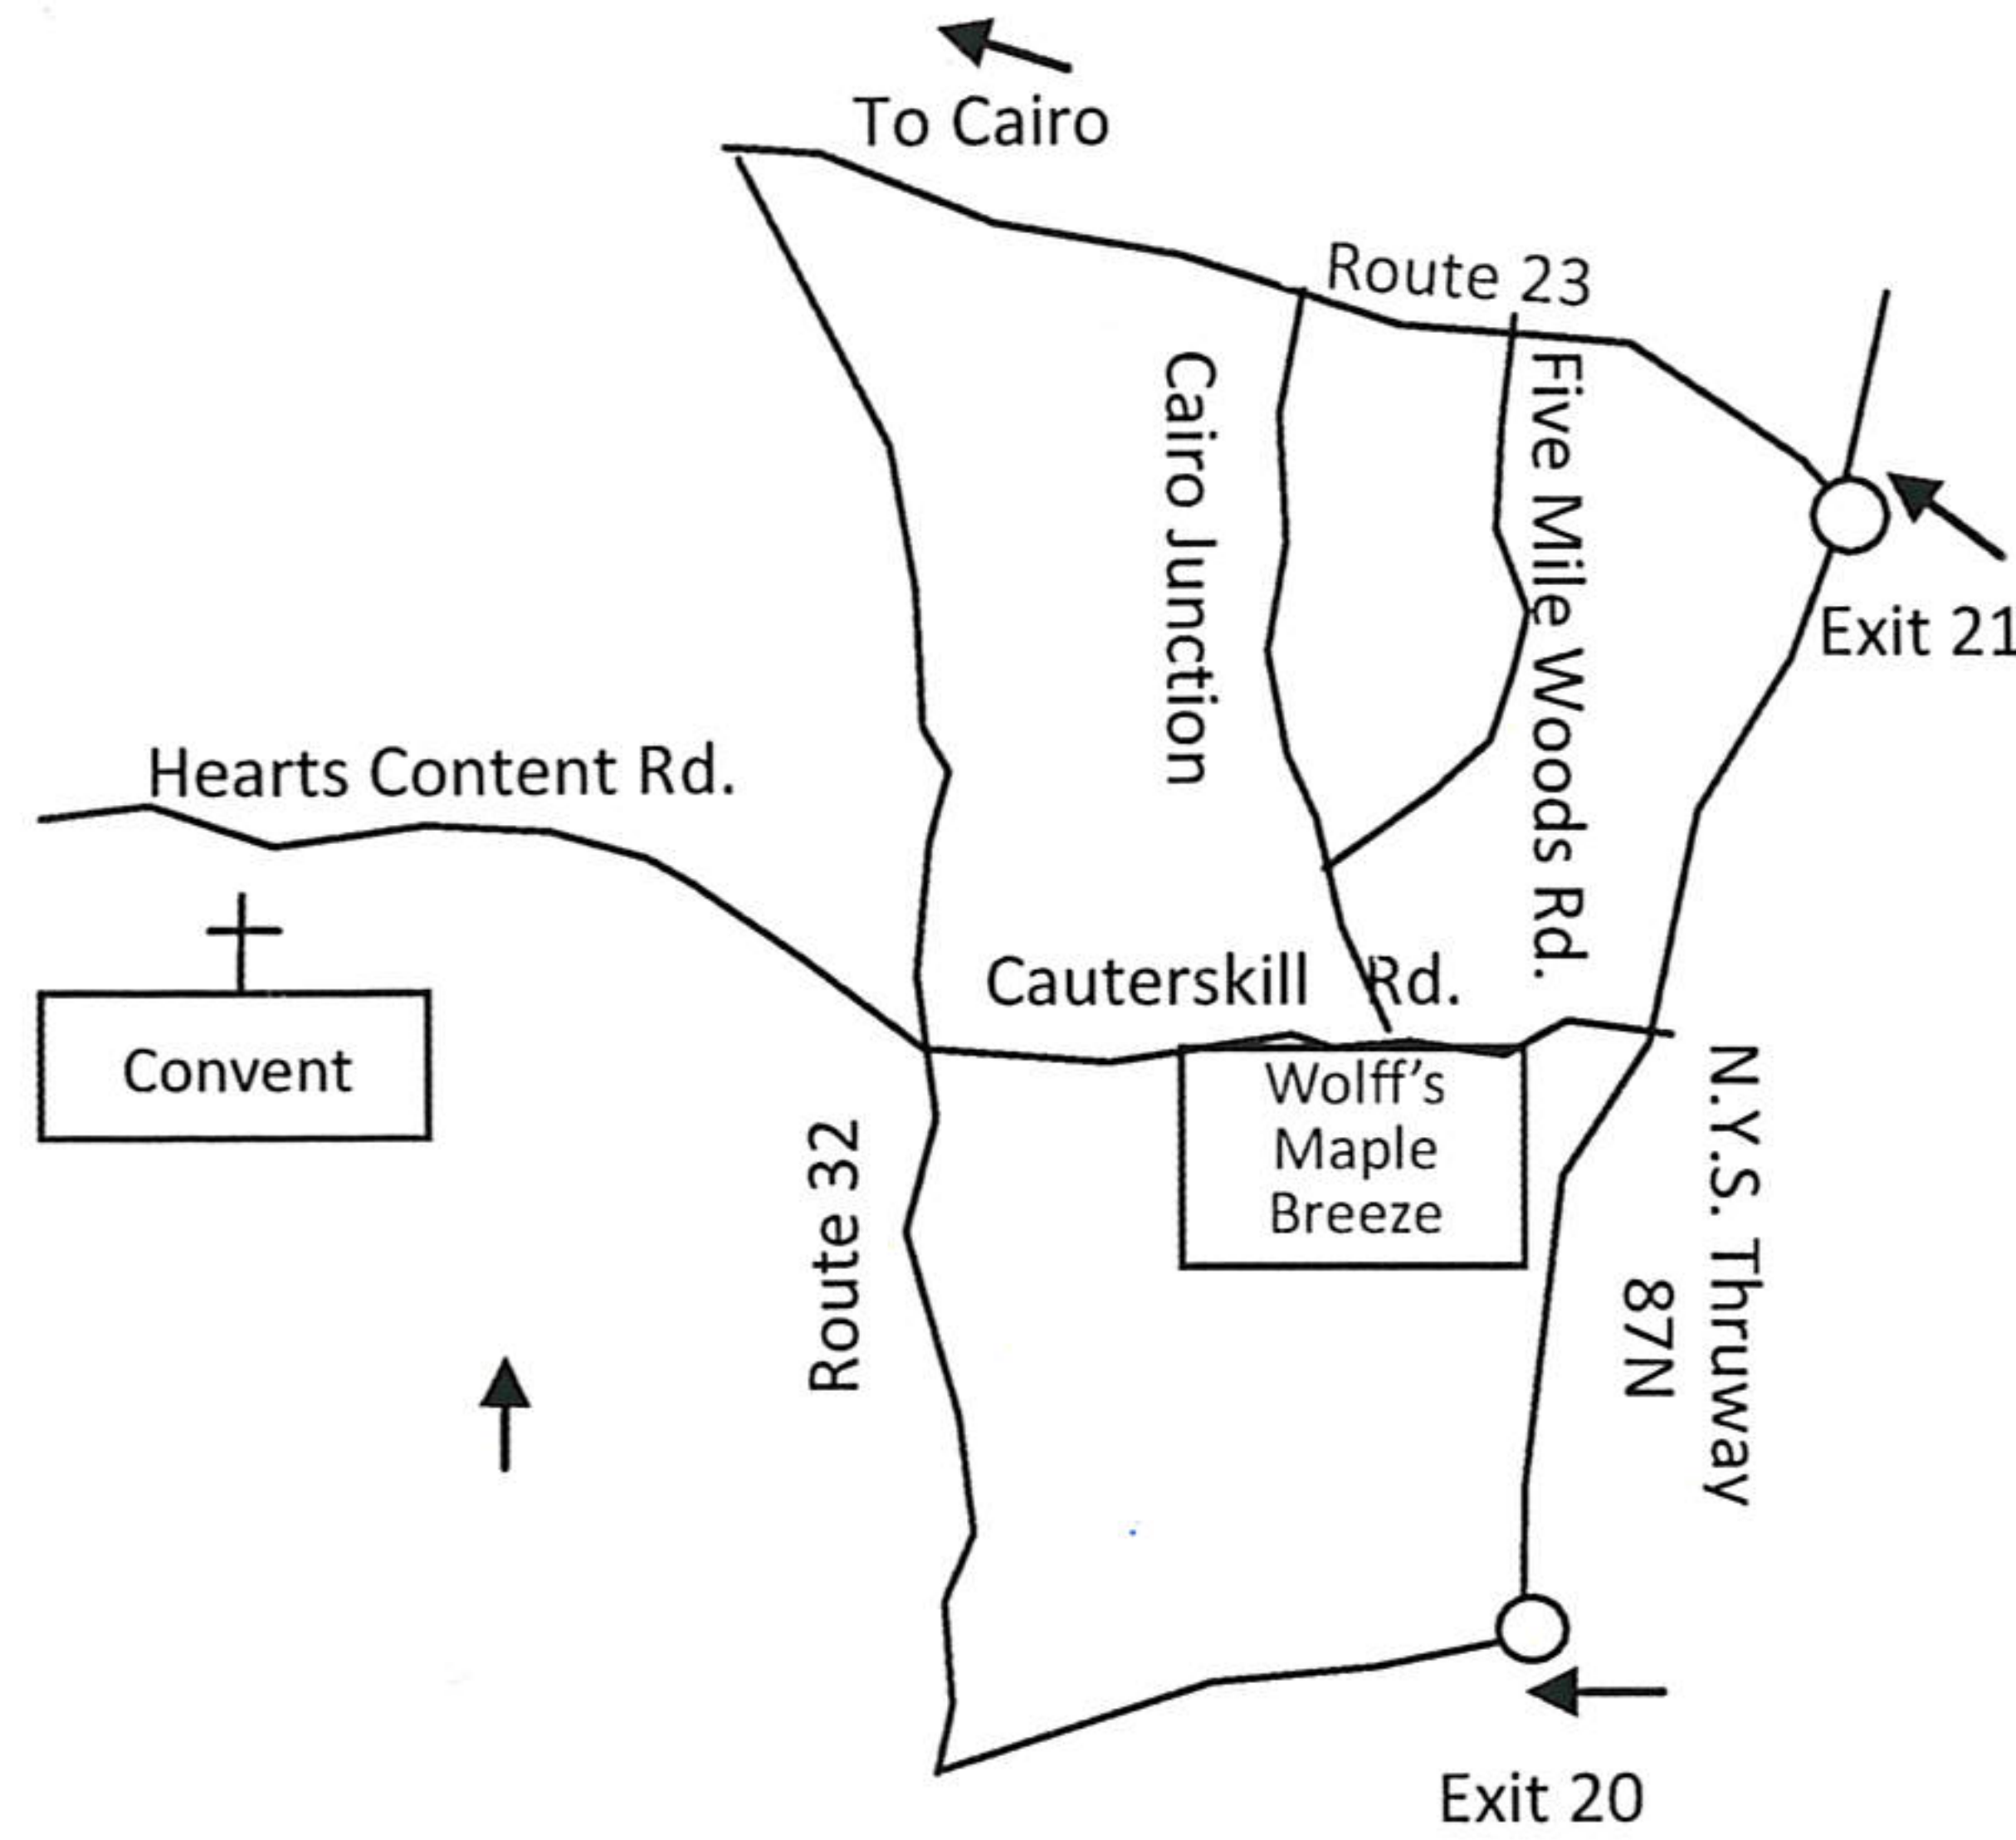 To Cairo
Route 23
Cairo Junction
Five Mile Woods Rd.
Exit 21
Hearts Content Rd.
Cauterskill Rd.
Convent
Wolff’s
Maple
Breeze
Route 32
N.Y.S. Thruway
87N
Exit 20